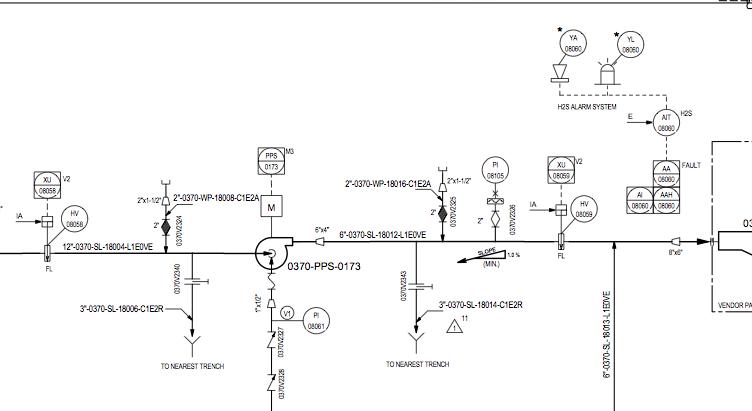 YA
08060
YL
08060
*
*
H2S ALARM SYSTEM
E
AIT
08060
H2S
AA
08060
FAULT
AI
08060
AAH
08060
PPS
0173
M3
M
XU
08058
V2
HV
08058
IA
FL
2"x1-1/2"
2"-0370-WP-18008-C1E2A
2"
0370V2324
12"-0370-SL-18004-L1E0VE
6"x4"
6"-0370-SL-18012-L1E0VE
2"-0370-WP-18016-C1E2A
2"x1-1/2"
2"
0370V2325
PI
08105
2"
0370V2326
XU
08059
V2
HV
08059
IA
FL
SLOPE
1.0 %
(MIN.)
8"x6"
0370-PPS-0173
0370V2340
3"-0370-SL-18006-C1E2R
TO NEAREST TRENCH
1"x1/2"
V1
PI
08061
0370V2327
0370V2328
0370V2343
3"-0370-SL-18014-C1E2R
11
1
TO NEAREST TRENCH
6"-0370-SL-18013-L1E0VE
VENDOR PA
03